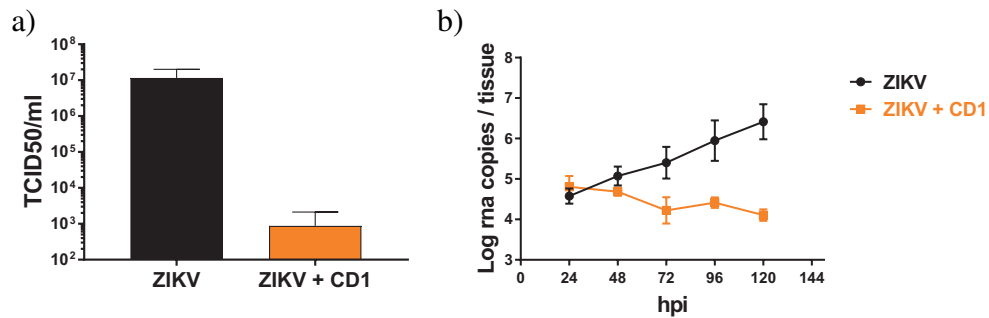 a)
TCID50/ml
10⁸
10⁷
10⁶
10⁵
10⁴
10³
10²
ZIKV
ZIKV + CD1
b)
Log rna copies / tissue
8
7
6
5
4
3
0
24
48
72
96
120
144
hpi
ZIKV
ZIKV + CD1